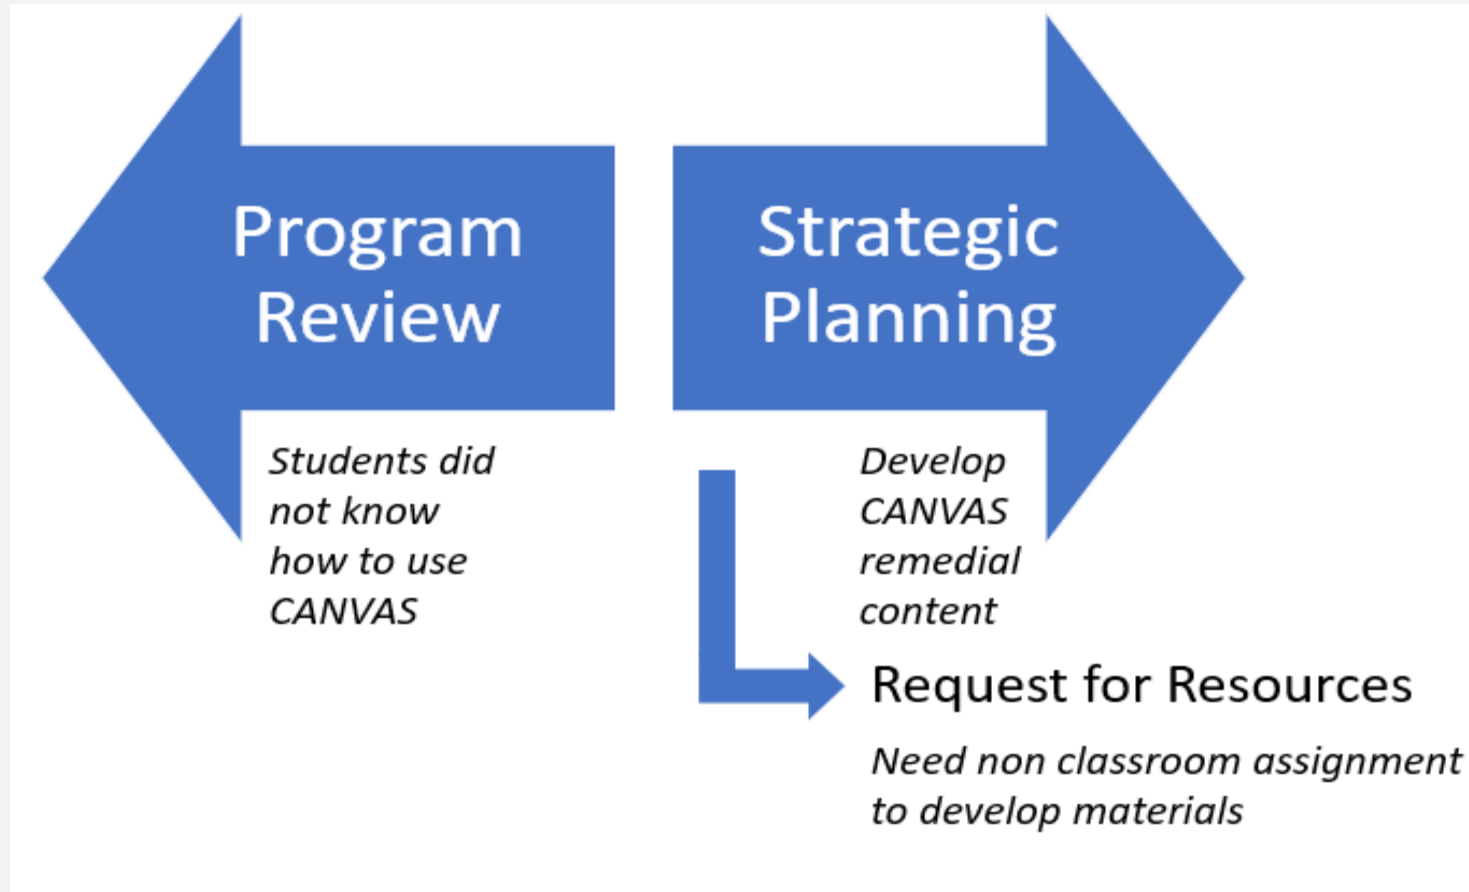 Program
Review
Strategic
Planning
Students did
not know
how to use
CANVAS
Develop
CANVAS
remedial
content
Request for Resources
Need non classroom assignment
to develop materials